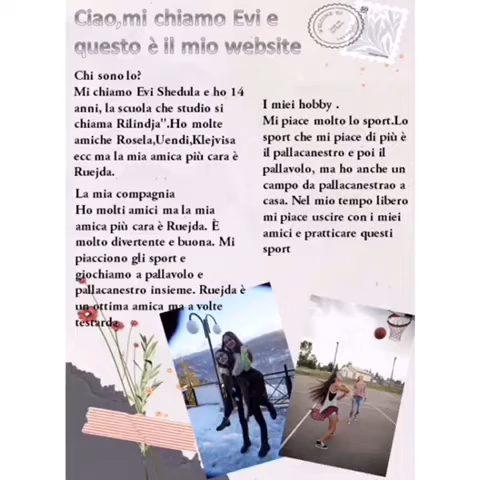 Ciao,mi chiamo Evi e
questo è il mio website
Chi sono Io?
Mi chiamo Evi Shedula e ho 14
anni, la scuola che studio si
chiama Rilindja".Ho molte
amiche Rosela,Uendi,Klejvisa
ecc ma la mia amica più cara è
Ruejda.
La mia compagnia
Ho molti amici ma la mia
amica più cara è Ruejda. È
molto divertente e buona. Mi
piacciono gli sport e
giochiamo a pallavolo e
pallacanestro insieme. Ruejda è
un ottima amica ma a volte
testarda
I miei hobby .
Mi piace molto lo sport.Lo
sport che mi piace di più è
il pallacanestro e poi il
pallavolo, ma ho anche un
campo da pallacanestrao a
casa. Nel mio tempo libero
mi piace uscire con i miei
amici e pratticare questi
sport